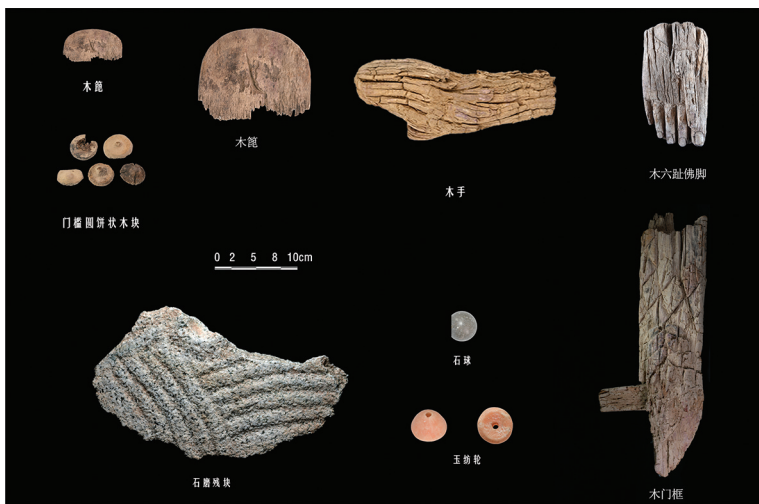 木篦
木篦
木手
木六趾佛脚
门槛圆饼状木块
0 2 5 8 10cm
石球
玉纺轮
石磨残块
木门框